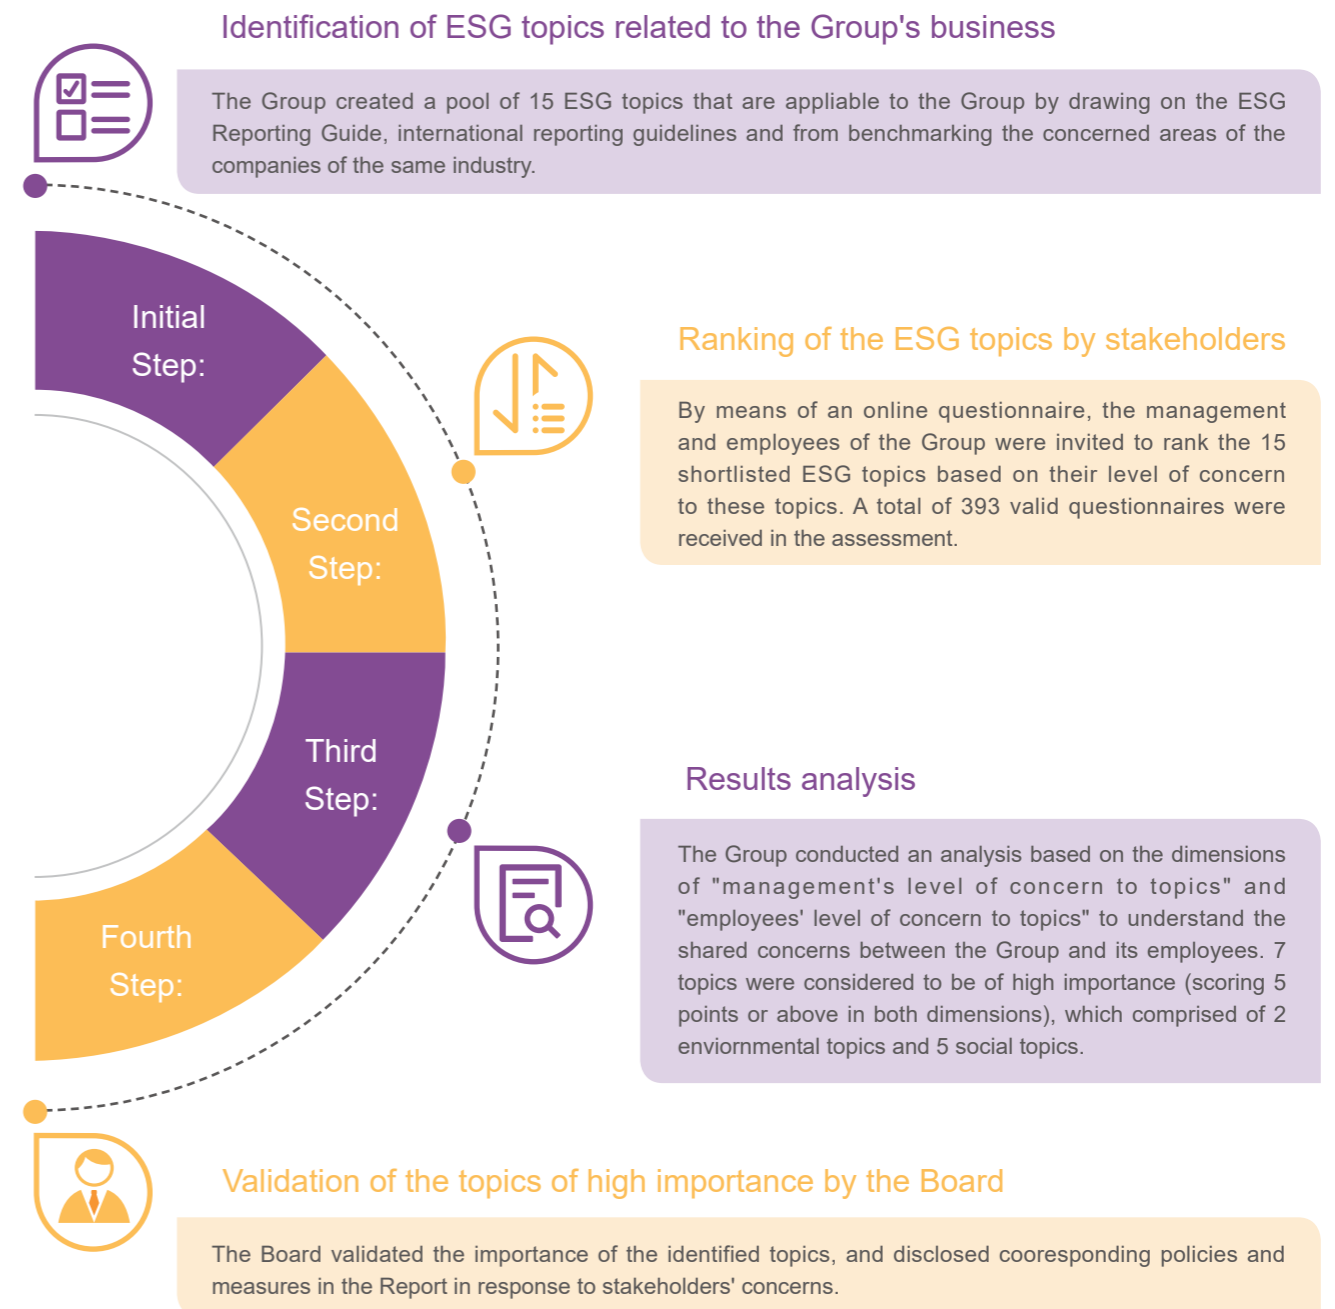 Identification of ESG topics related to the Group's business
The Group created a pool of 15 ESG topics that are appliable to the Group by drawing on the ESG
Reporting Guide, international reporting guidelines and from benchmarking the concerned areas of the
companies of the same industry.
Initial
Step:
Ranking of the ESG topics by stakeholders
By means of an online questionnaire, the management
and employees of the Group were invited to rank the 15
shortlisted ESG topics based on their level of concern
to these topics. A total of 393 valid questionnaires were
received in the assessment.
Second
Step:
Third
Step:
Results analysis
The Group conducted an analysis based on the dimensions
of "management's level of concern to topics" and
"employees' level of concern to topics" to understand the
shared concerns between the Group and its employees. 7
topics were considered to be of high importance (scoring 5
points or above in both dimensions), which comprised of 2
enviornmental topics and 5 social topics.
Fourth
Step:
Validation of the topics of high importance by the Board
The Board validated the importance of the identified topics, and disclosed cooresponding policies and
measures in the Report in response to stakeholders' concerns.